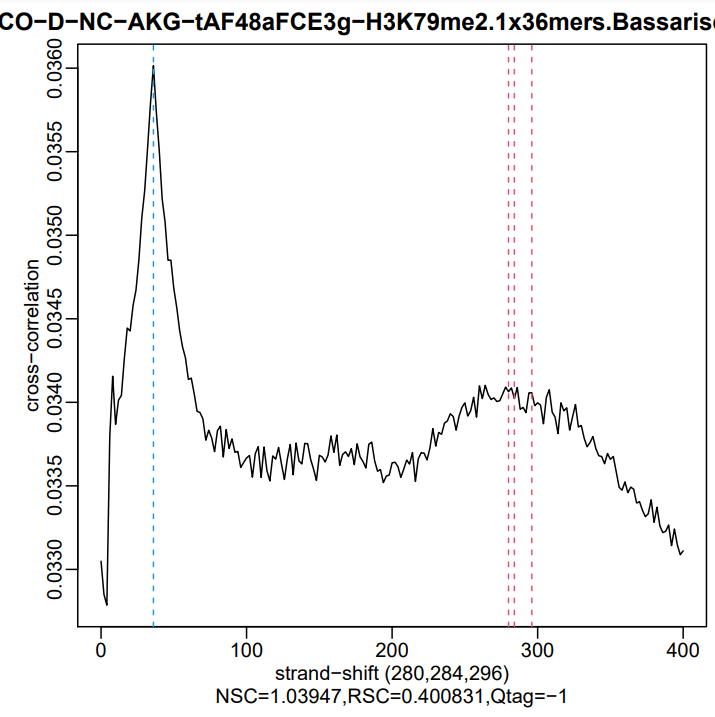 CO−D−NC−AKG−tAF48aFCE3g−H3K79me2.1x36mers.Bassaris
0.0360
0.0355
0.0350
0.0345
0.0340
0.0335
0.0330
cross−correlation
0 100 200 300 400
strand−shift (280,284,296)
NSC=1.03947,RSC=0.400831,Qtag=−1